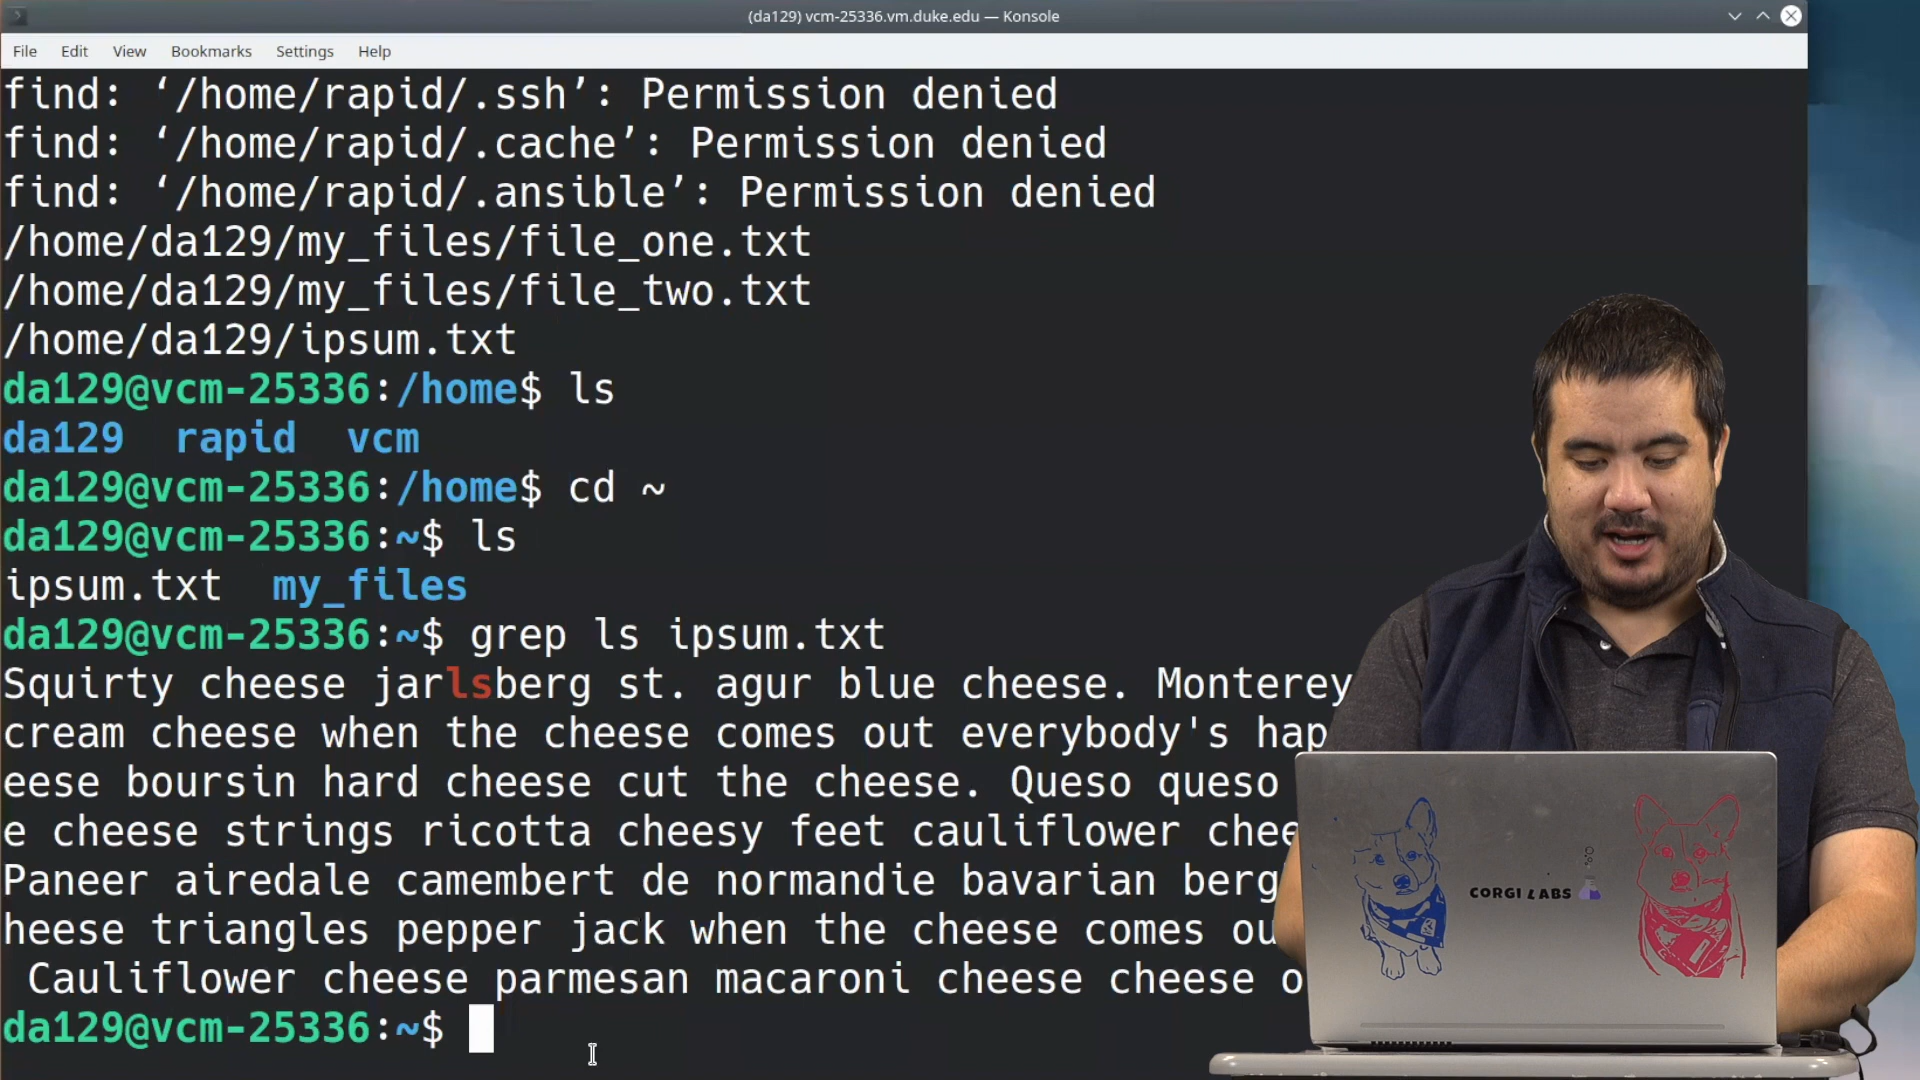 (da129) vcm-25336.vm.duke.edu — Konsole
File Edit View Bookmarks Settings Help
find: ‘/home/rapid/.ssh’: Permission denied
find: ‘/home/rapid/.cache’: Permission denied
find: ‘/home/rapid/.ansible’: Permission denied
/home/da129/my_files/file_one.txt
/home/da129/my_files/file_two.txt
/home/da129/ipsum.txt
da129@vcm-25336:/home$ ls
da129 rapid vcm
da129@vcm-25336:/home$ cd ~
da129@vcm-25336:~$ ls
ipsum.txt my_files
da129@vcm-25336:~$ grep ls ipsum.txt
Squirty cheese jarlsberg st. agur blue cheese. Monterey
cream cheese when the cheese comes out everybody's hap
eese boursin hard cheese cut the cheese. Queso queso
e cheese strings ricotta cheesy feet cauliflower chee
Paneer airedale camembert de normandie bavarian berg
heese triangles pepper jack when the cheese comes ou
Cauliflower cheese parmesan macaroni cheese cheese o
da129@vcm-25336:~$
CORGI LABS